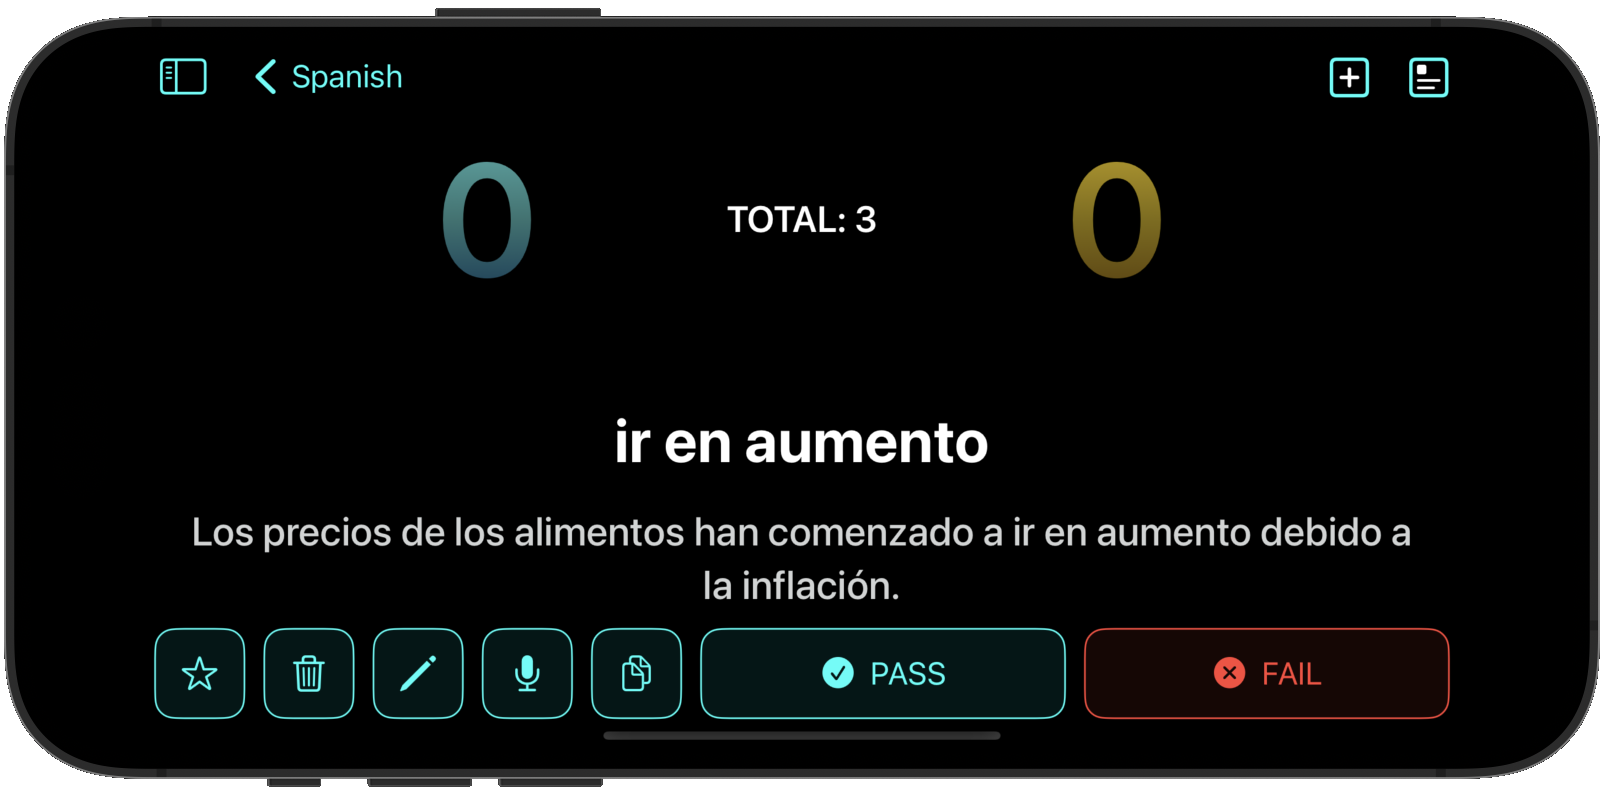 Spanish
0
TOTAL: 3
0
ir en aumento
Los precios de los alimentos han comenzado a ir en aumento debido a
la inflación.
PASS
FAIL